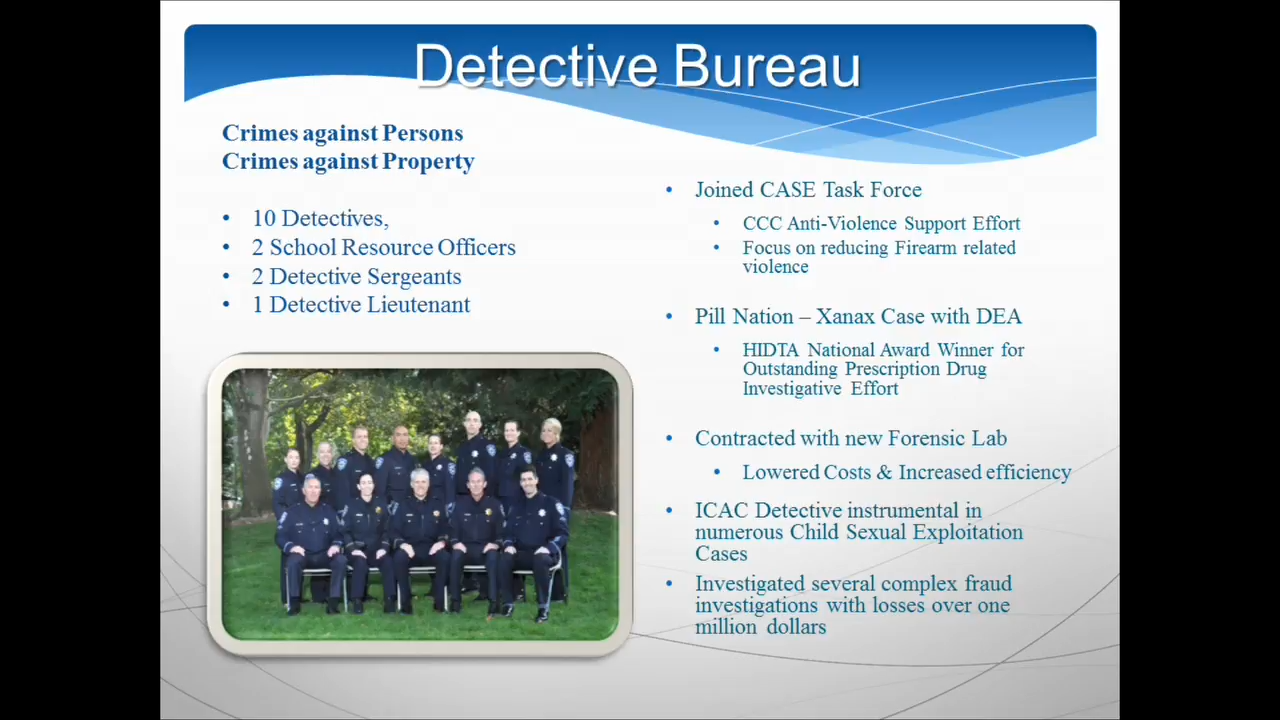 Detective Bureau
Crimes against Persons
Crimes against Property
• 10 Detectives,
• 2 School Resource Officers
• 2 Detective Sergeants
• 1 Detective Lieutenant
• Joined CASE Task Force
• CCC Anti-Violence Support Effort
• Focus on reducing Firearm related
violence
• Pill Nation – Xanax Case with DEA
• HIDTA National Award Winner for
Outstanding Prescription Drug
Investigative Effort
• Contracted with new Forensic Lab
• Lowered Costs & Increased efficiency
• ICAC Detective instrumental in
numerous Child Sexual Exploitation
Cases
• Investigated several complex fraud
investigations with losses over one
million dollars